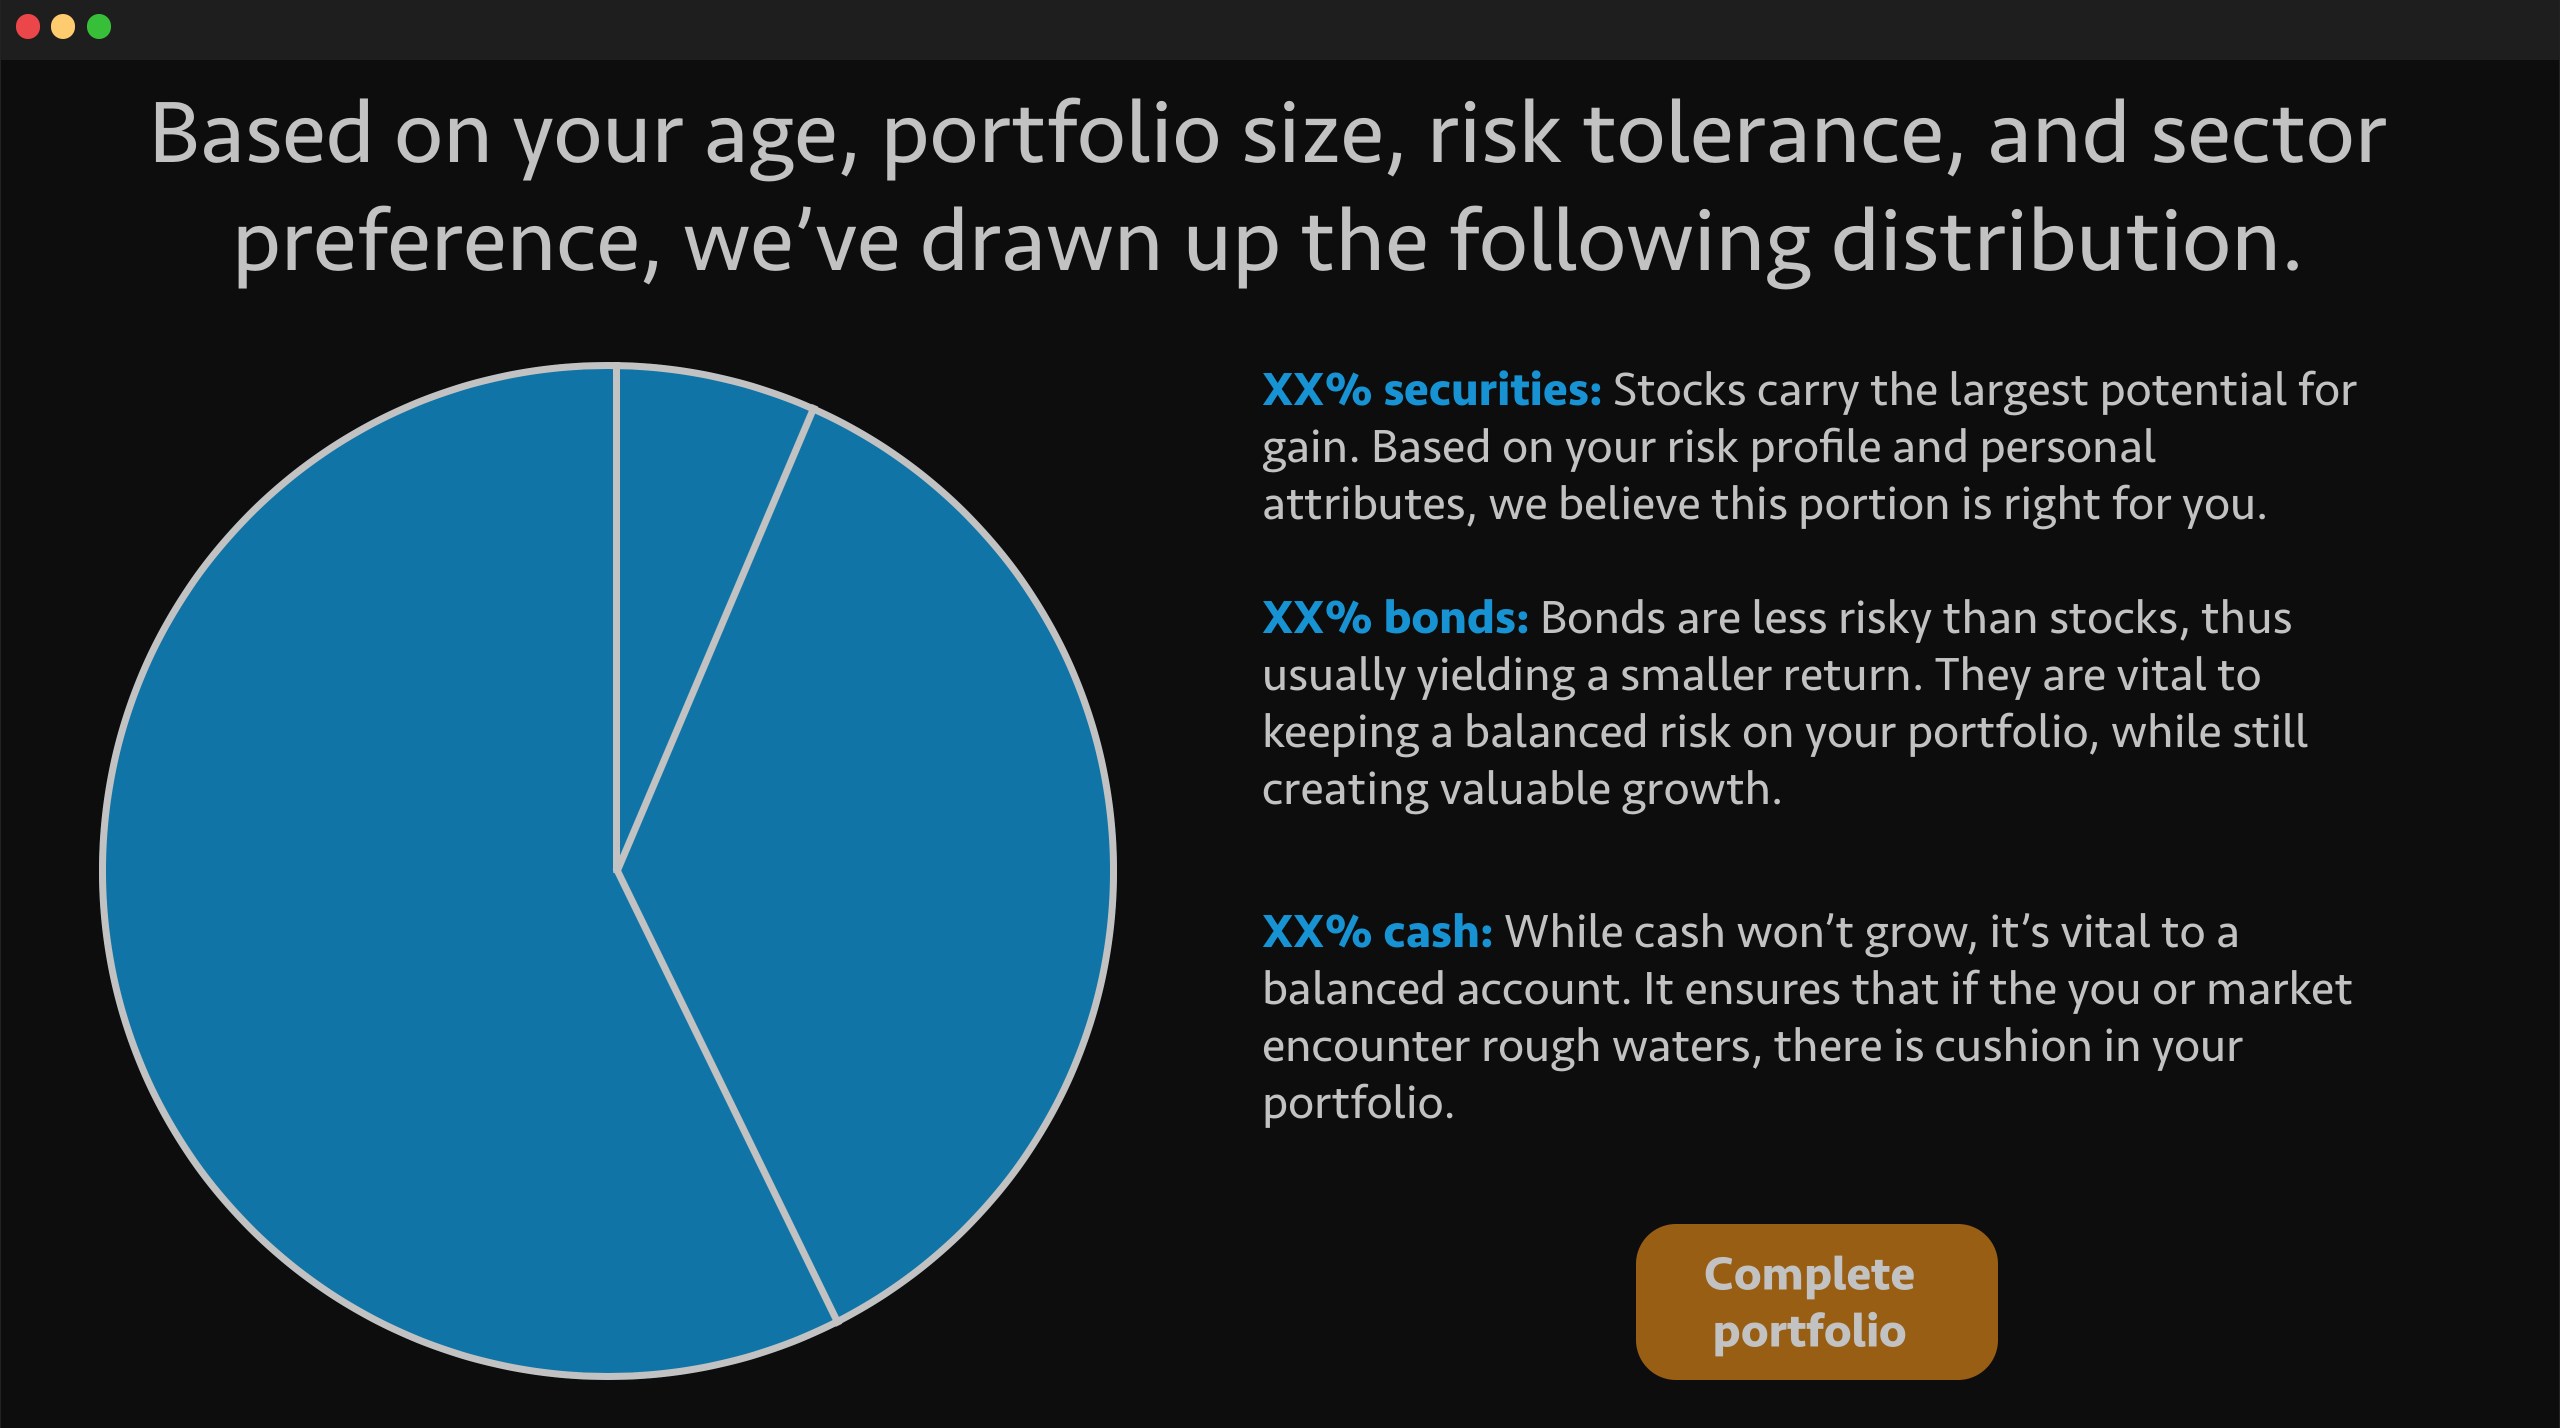 Based on your age, portfolio size, risk tolerance, and sector
preference, we’ve drawn up the following distribution.
XX% securities: Stocks carry the largest potential for
gain. Based on your risk profile and personal
attributes, we believe this portion is right for you.
XX% bonds: Bonds are less risky than stocks, thus
usually yielding a smaller return. They are vital to
keeping a balanced risk on your portfolio, while still
creating valuable growth.
XX% cash: While cash won’t grow, it’s vital to a
balanced account. It ensures that if the you or market
encounter rough waters, there is cushion in your
portfolio.
Complete
portfolio